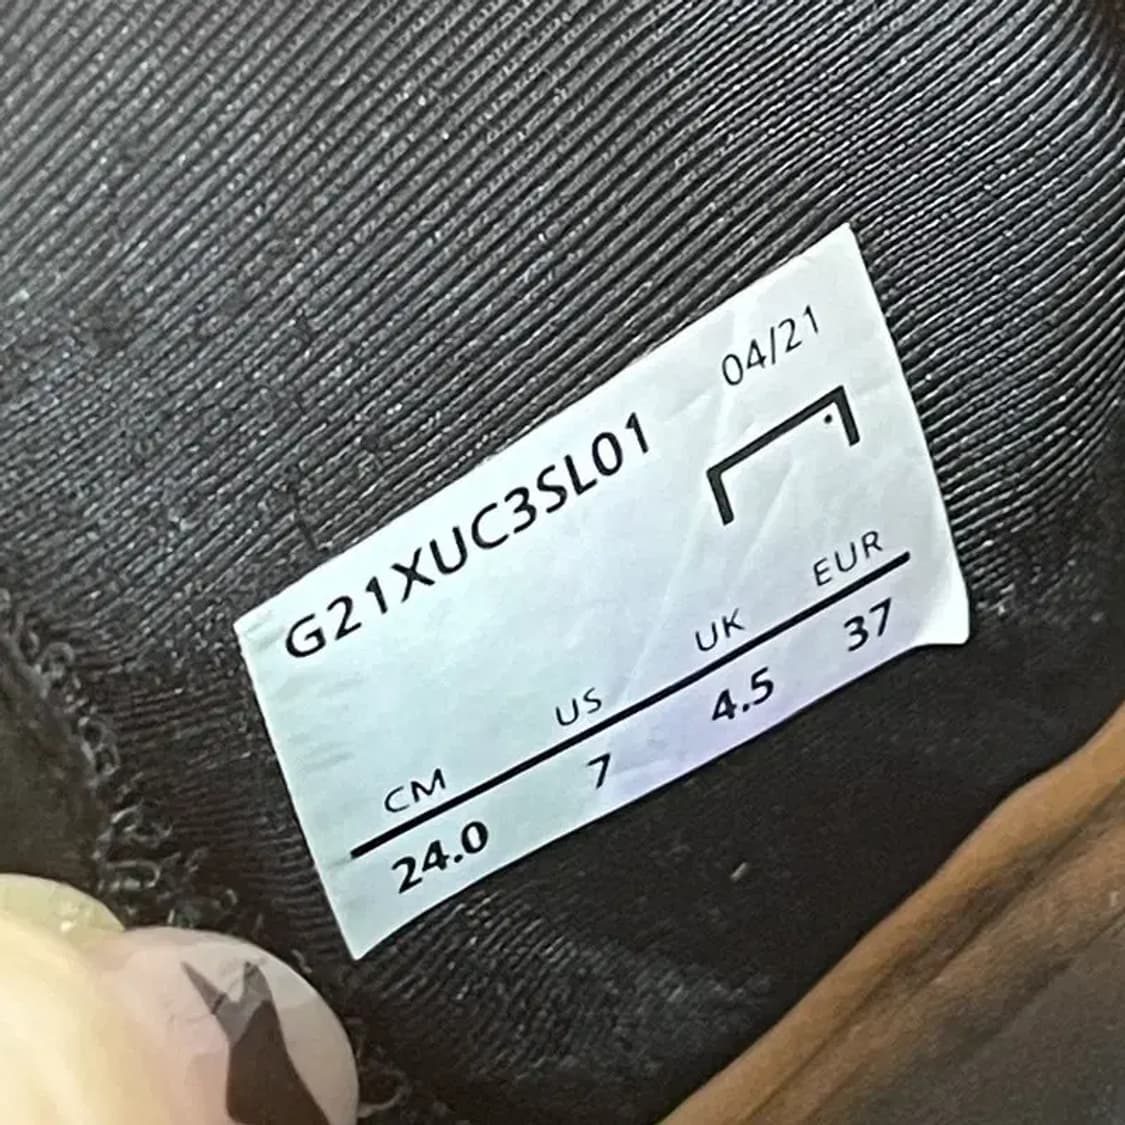 04/21
G21XUC3SL01
CM US UK EUR
24.0 7 4.5 37